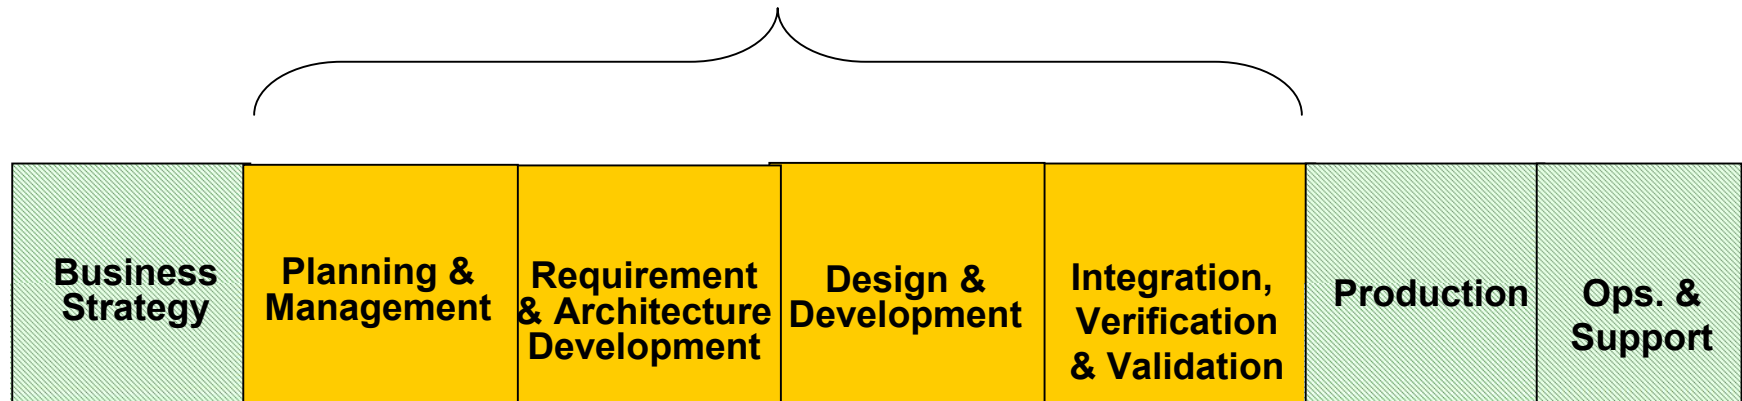 Business
Strategy
Planning &
Management
Requirement
& Architecture
Development
Design &
Development
Integration,
Verification
& Validation
Production
Ops. &
Support